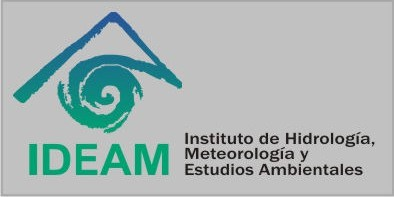 IDEAM
Instituto de Hidrología,
Meteorología y
Estudios Ambientales